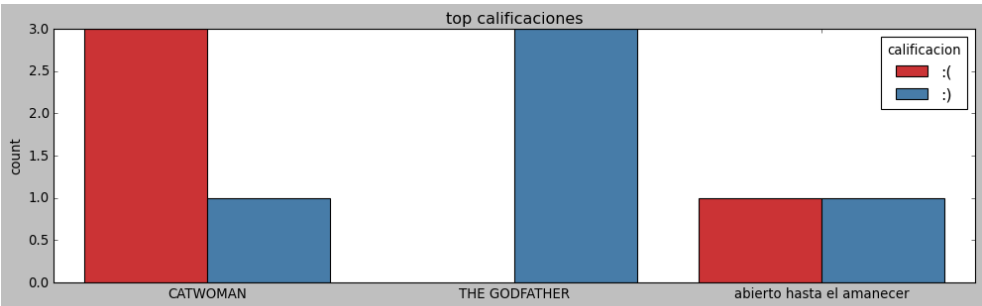 top calificaciones
calificacion
:(
:)
count
3.0
2.5
2.0
1.5
1.0
0.5
0.0
CATWOMAN
THE GODFATHER
abierto hasta el amanecer